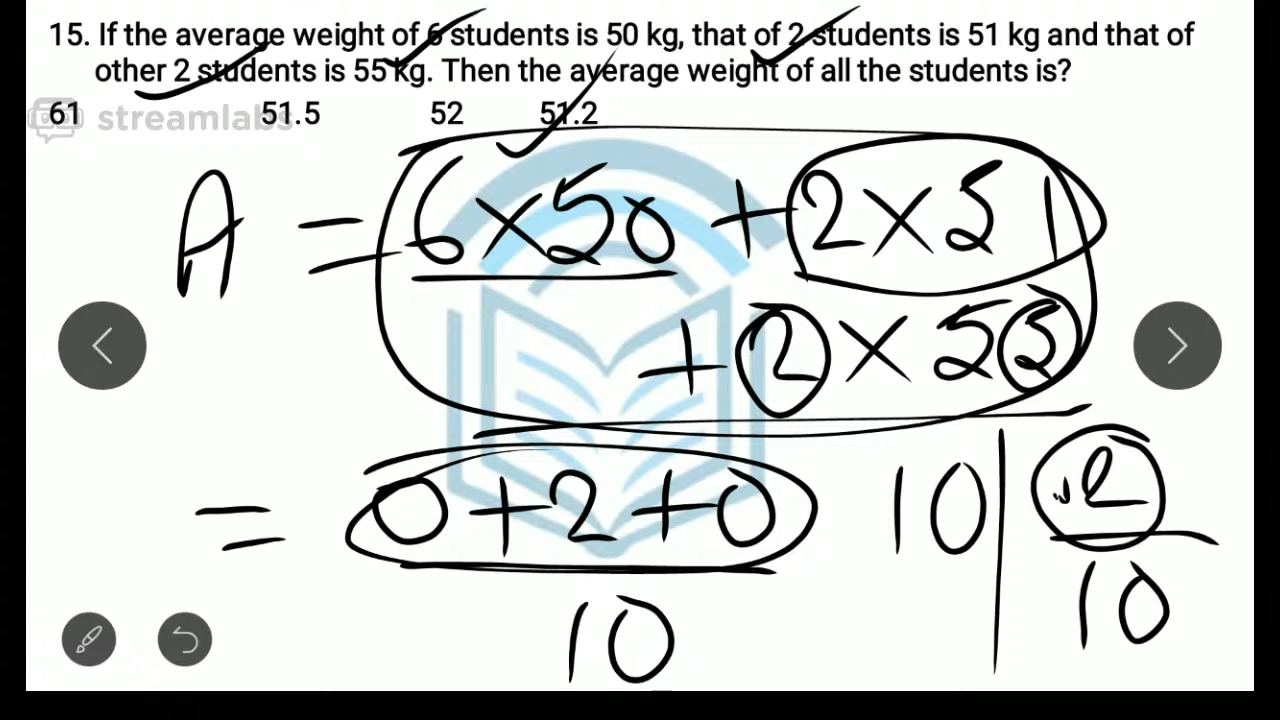 15. If the average weight of 6 students is 50 kg, that of 2 students is 51 kg and that of
other 2 students is 55 kg. Then the average weight of all the students is?
61 51.5 52 51.2
streamlabs
A = 6×50 + 2×51
+ 2×55
= 0+2+0 10 .2
10 10